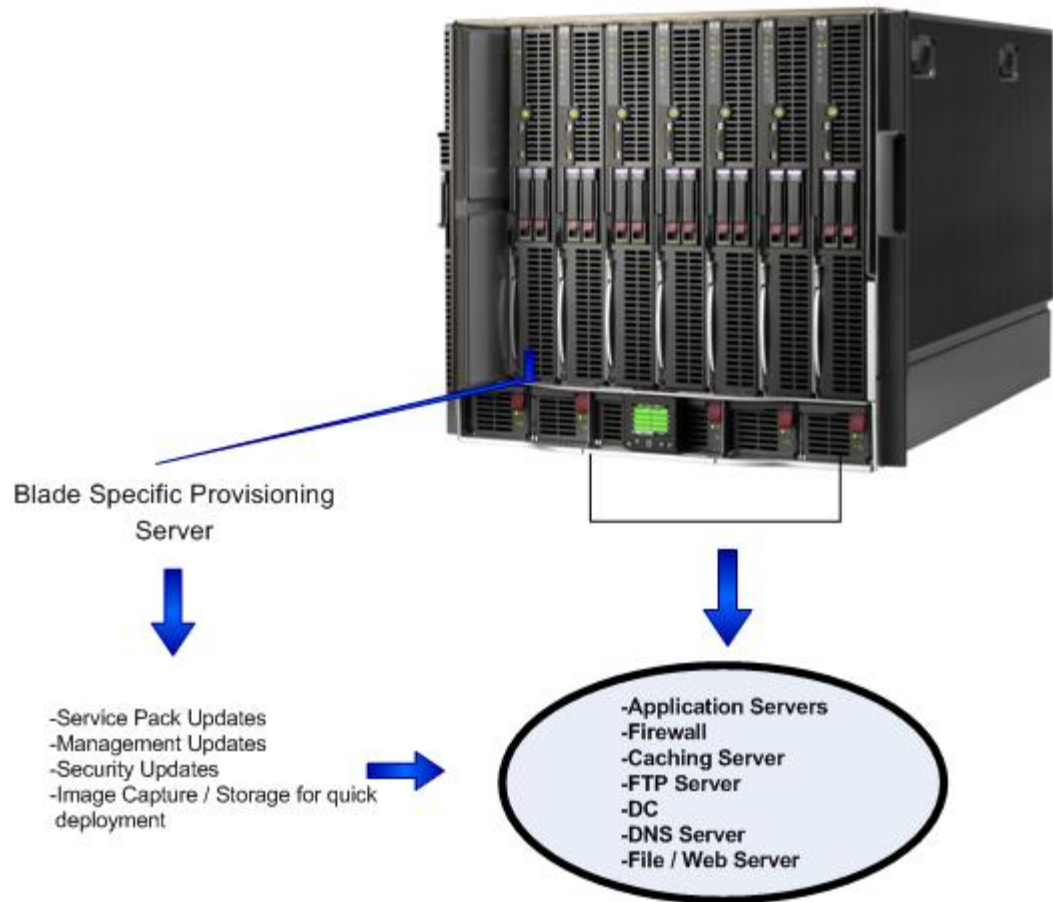 Blade Specific Provisioning
Server
-Service Pack Updates
-Management Updates
-Security Updates
-Image Capture / Storage for quick
deployment
-Application Servers
-Firewall
-Caching Server
-FTP Server
-DC
-DNS Server
-File / Web Server